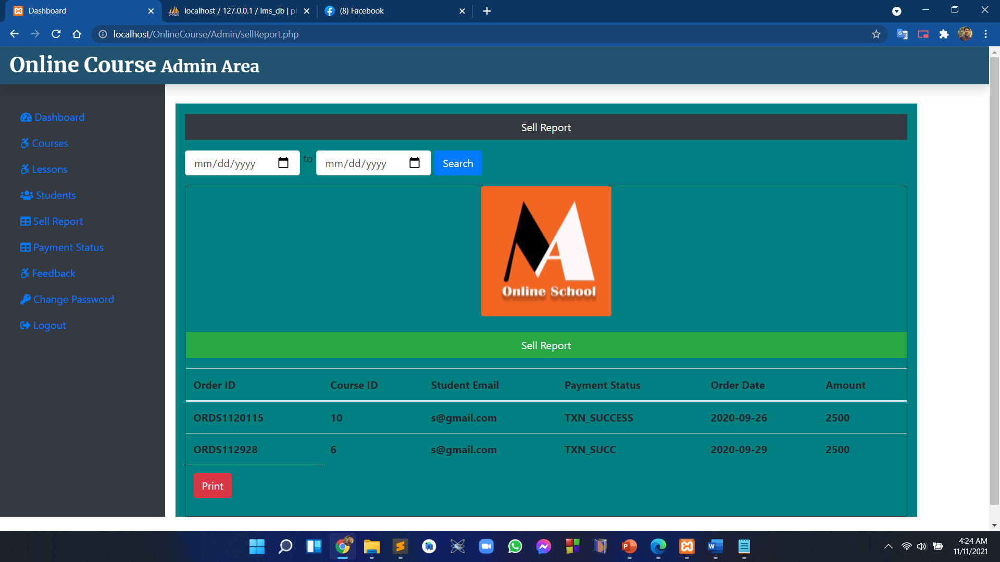 Dashboard
localhost / 127.0.0.1 / lms_db | ph
(8) Facebook
localhost/OnlineCourse/Admin/sellReport.php
Online Course Admin Area
Dashboard
Courses
Lessons
Students
Sell Report
Payment Status
Feedback
Change Password
Logout
Sell Report
mm/dd/yyyy to mm/dd/yyyy Search
Online School
Sell Report
Order ID Course ID Student Email Payment Status Order Date Amount
ORDS1120115 10 s@gmail.com TXN_SUCCESS 2020-09-26 2500
ORDS112928 6 s@gmail.com TXN_SUCC 2020-09-29 2500
Print
4:24 AM
11/11/2021